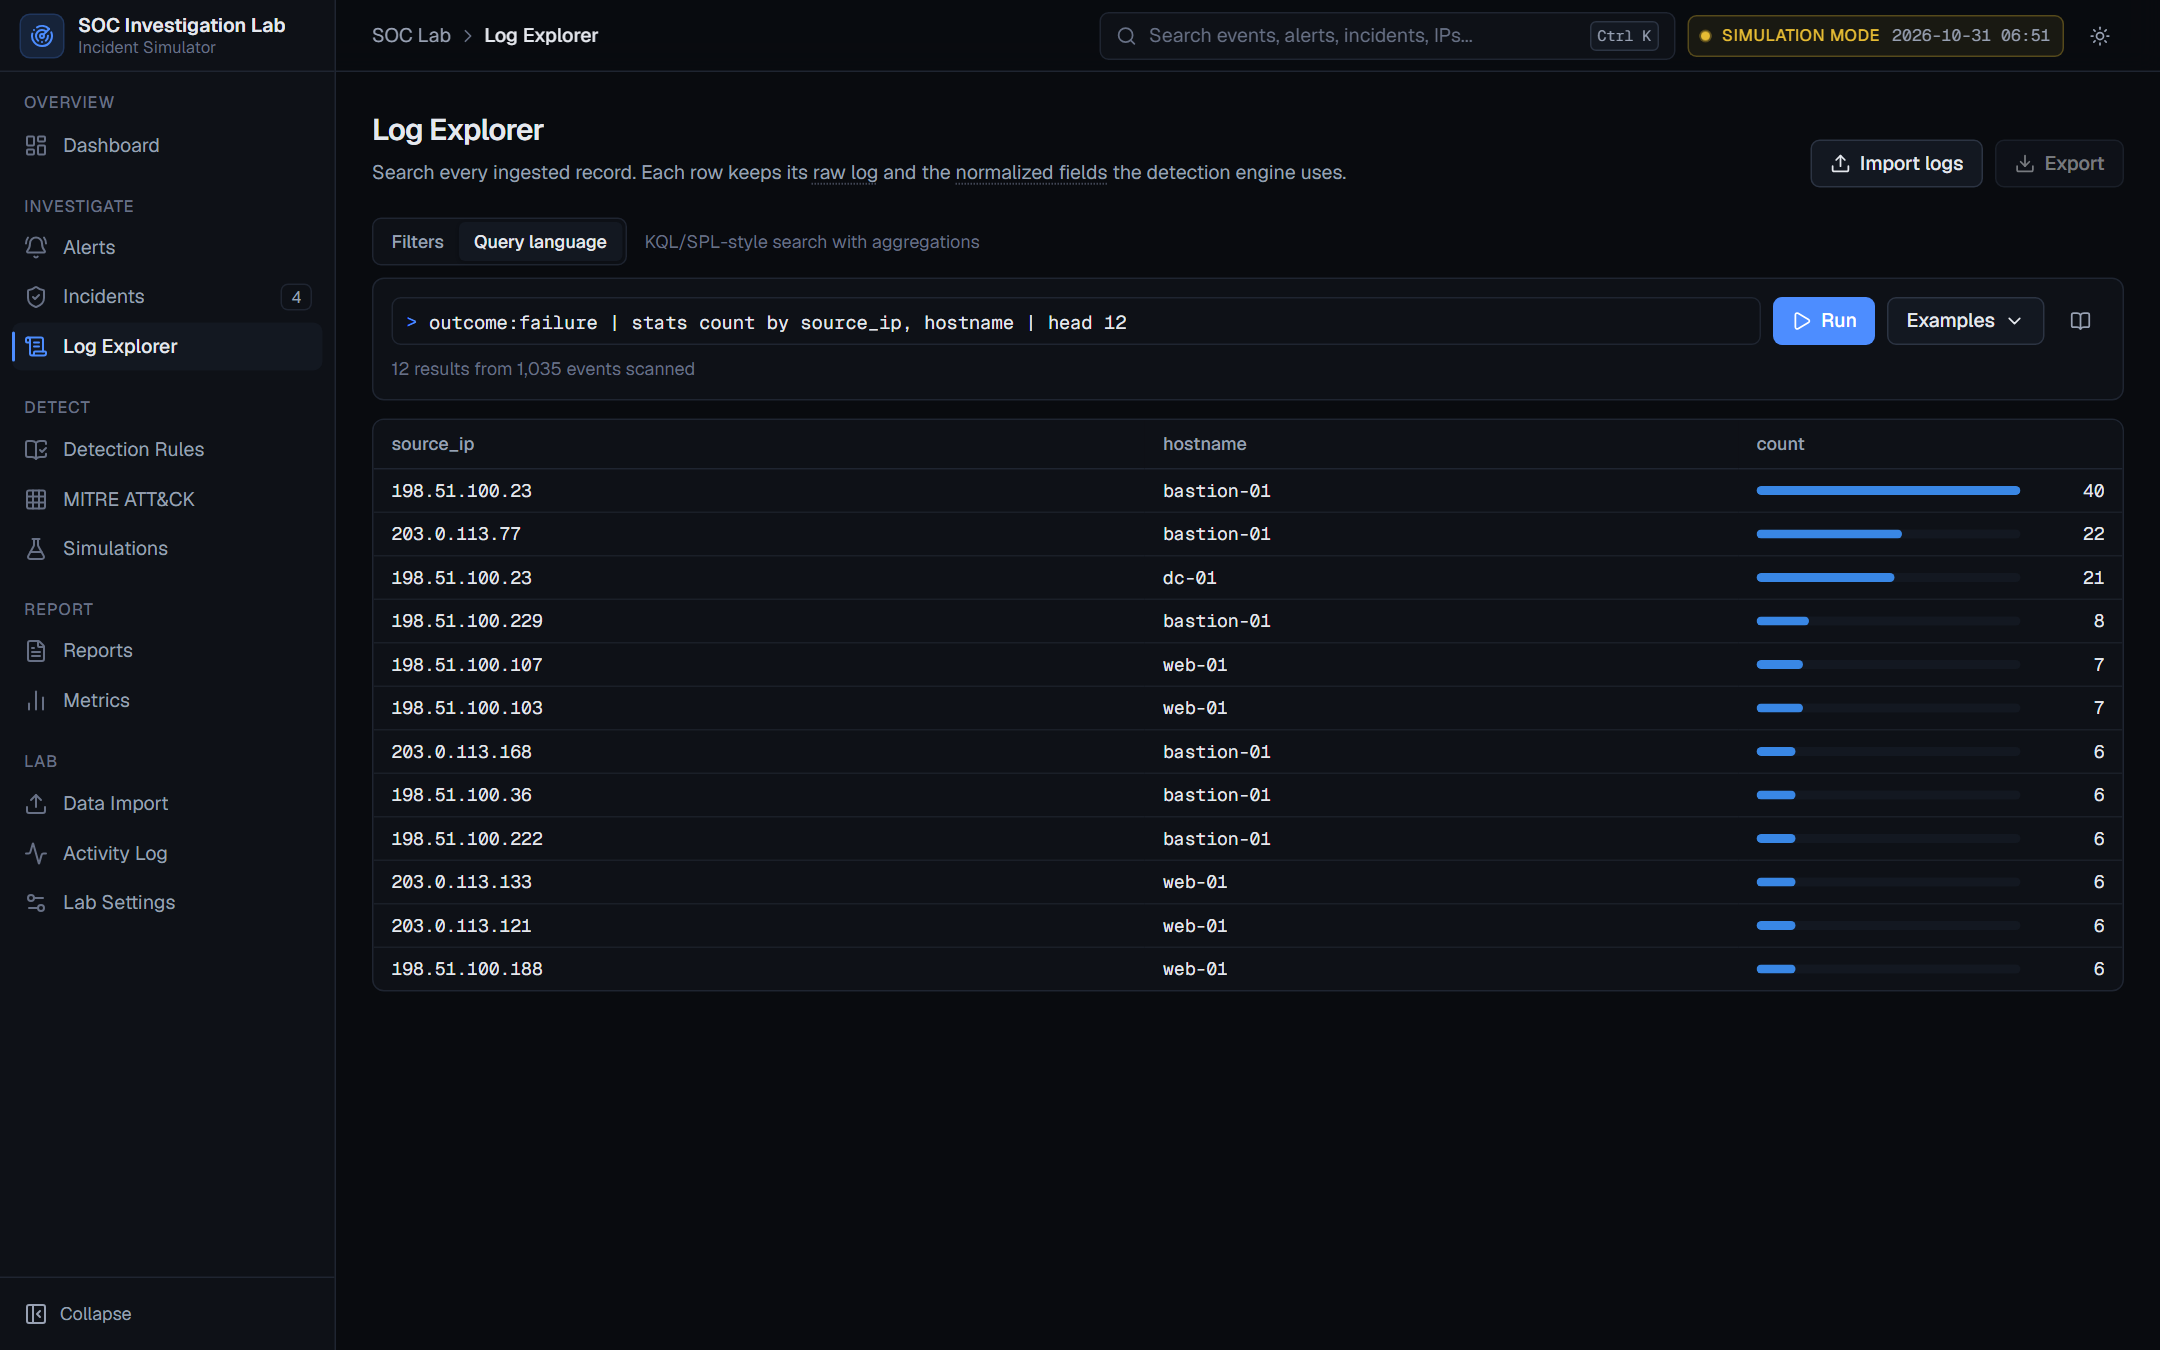 SOC Investigation Lab
Incident Simulator
OVERVIEW
Dashboard
INVESTIGATE
Alerts
Incidents 4
Log Explorer
DETECT
Detection Rules
MITRE ATT&CK
Simulations
REPORT
Reports
Metrics
LAB
Data Import
Activity Log
Lab Settings
Collapse
SOC Lab > Log Explorer
Search events, alerts, incidents, IPs... Ctrl K
SIMULATION MODE 2026-10-31 06:51
Log Explorer
Search every ingested record. Each row keeps its raw log and the normalized fields the detection engine uses.
Import logs
Export
Filters Query language KQL/SPL-style search with aggregations
> outcome:failure | stats count by source_ip, hostname | head 12
Run
Examples
12 results from 1,035 events scanned
source_ip hostname count
198.51.100.23 bastion-01 40
203.0.113.77 bastion-01 22
198.51.100.23 dc-01 21
198.51.100.229 bastion-01 8
198.51.100.107 web-01 7
198.51.100.103 web-01 7
203.0.113.168 bastion-01 6
198.51.100.36 bastion-01 6
198.51.100.222 bastion-01 6
203.0.113.133 web-01 6
203.0.113.121 web-01 6
198.51.100.188 web-01 6